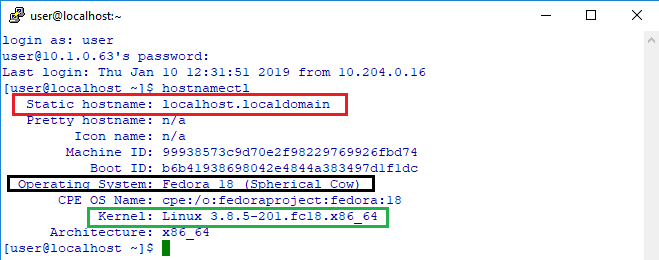 user@localhost:~
login as: user
user@10.1.0.63's password:
Last login: Thu Jan 10 12:31:51 2019 from 10.204.0.16
[user@localhost ~]$ hostnamectl
Static hostname: localhost.localdomain
Pretty hostname: n/a
Icon name: n/a
Machine ID: 99938573c9d70e2f98229769926fbd74
Boot ID: b6b41938698042e4844a383497d1f1dc
Operating System: Fedora 18 (Spherical Cow)
CPE OS Name: cpe:/o:fedoraproject:fedora:18
Kernel: Linux 3.8.5-201.fc18.x86_64
Architecture: x86_64
[user@localhost ~]$